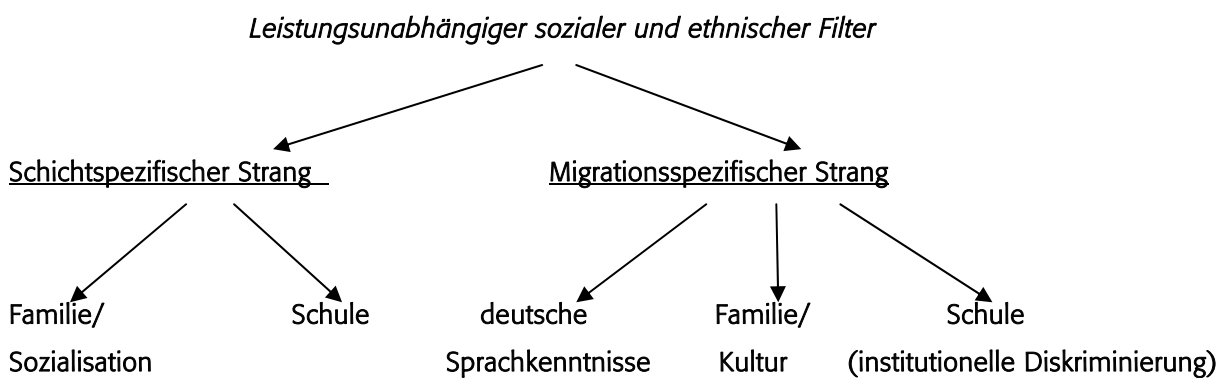 Leistungsunabhängiger sozialer und ethnischer Filter
Schichtspezifischer Strang Migrationsspezifischer Strang
Familie/ Schule deutsche Familie/ Schule
Sozialisation Sprachkenntnisse Kultur (institutionelle Diskriminierung)